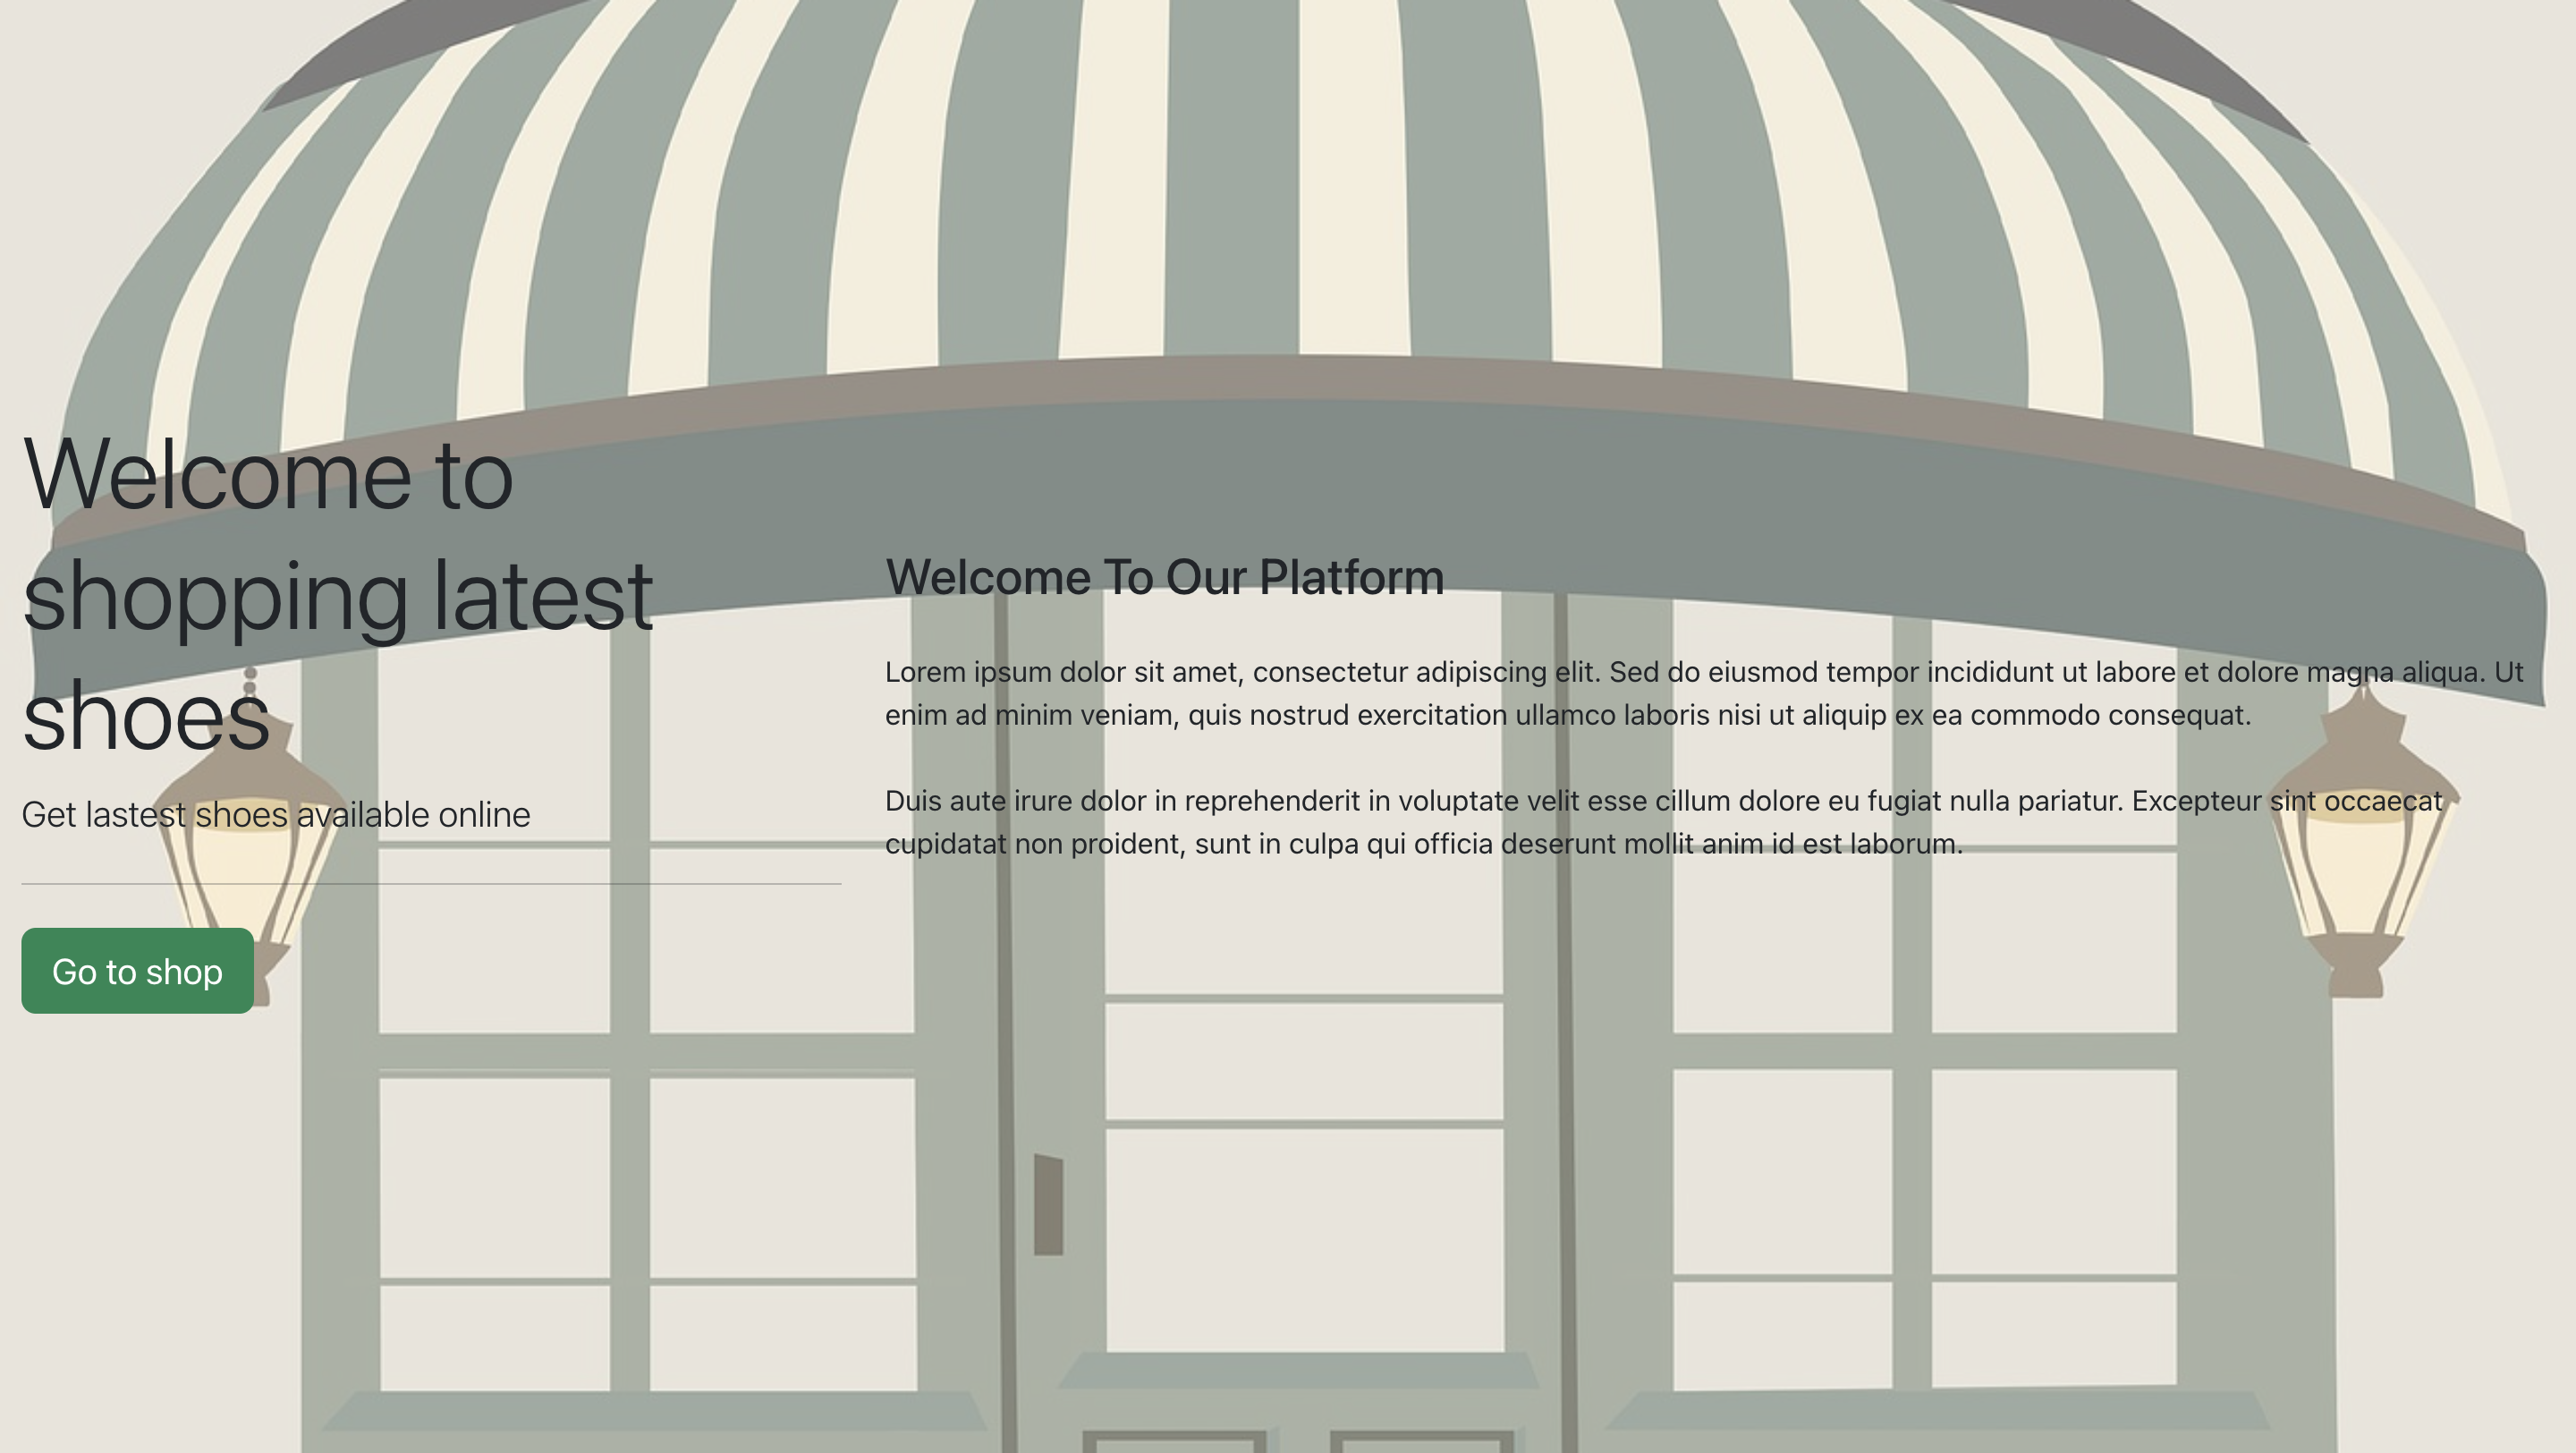 Welcome to
shopping latest
shoes
Get lastest shoes available online
Go to shop
Welcome To Our Platform
Lorem ipsum dolor sit amet, consectetur adipiscing elit. Sed do eiusmod tempor incididunt ut labore et dolore magna aliqua. Ut
enim ad minim veniam, quis nostrud exercitation ullamco laboris nisi ut aliquip ex ea commodo consequat.
Duis aute irure dolor in reprehenderit in voluptate velit esse cillum dolore eu fugiat nulla pariatur. Excepteur sint occaecat
cupidatat non proident, sunt in culpa qui officia deserunt mollit anim id est laborum.